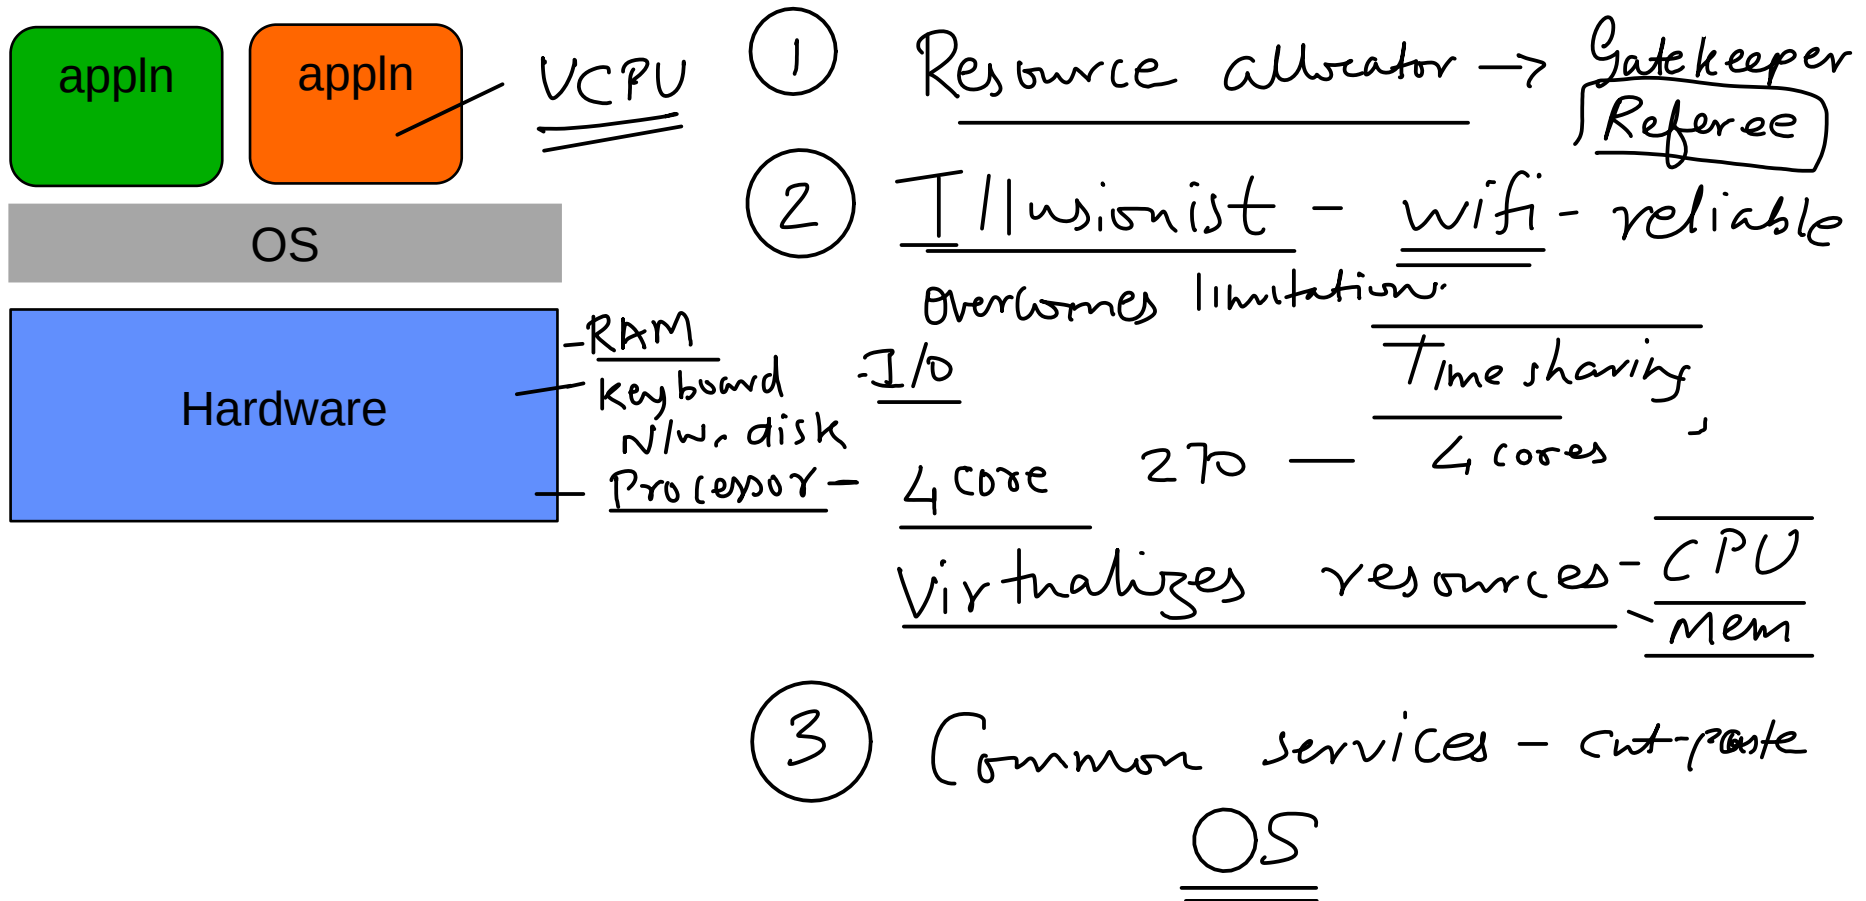 appln
appln
VCPU
OS
Hardware
- RAM
Keyboard - I/O
N/w. disk
Processor - 4 core
1 Resource allocator → Gatekeeper
Referee
2 Illusionist - wifi - reliable
overcomes limitation.
Time sharing
270 — 4 cores
Virtualizes resources - CPU
- Mem
3 Common services - cut-paste
OS